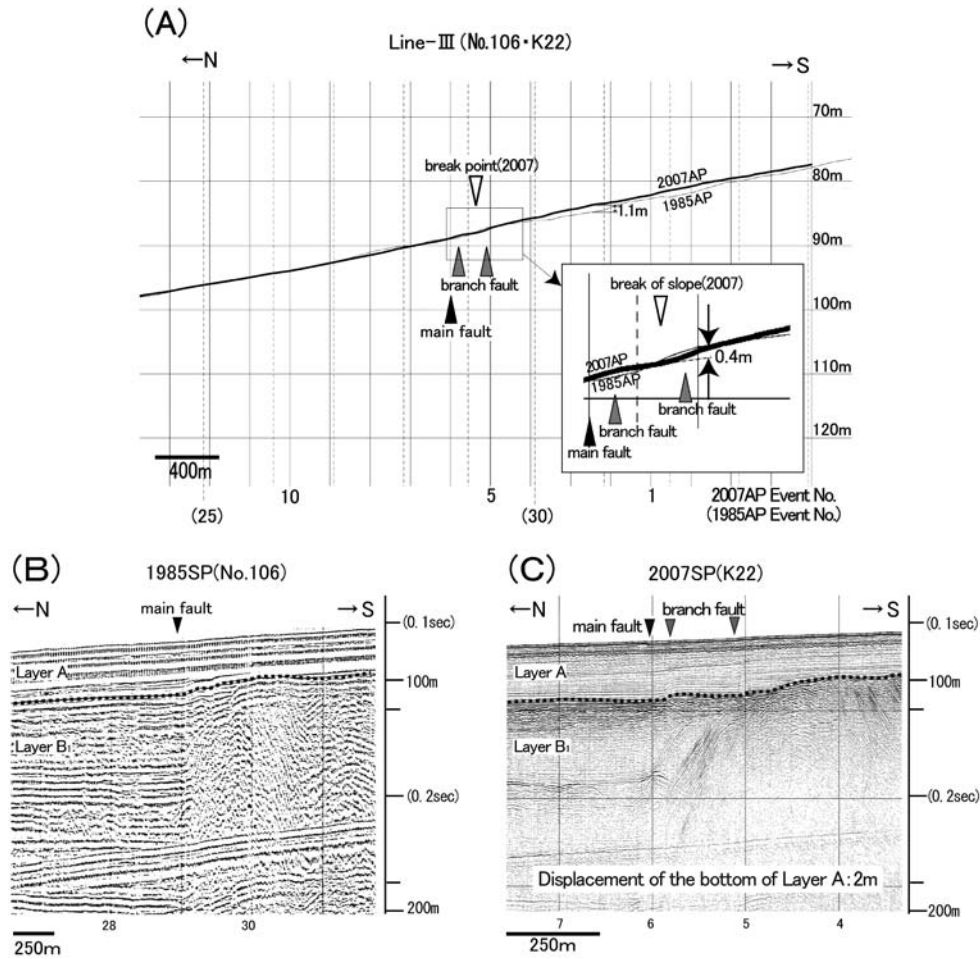 (A)
Line-Ⅲ (No.106・K22)
←N
→S
70m
break point(2007)
2007AP
80m
1985AP
1.1m
90m
branch fault
break of slope(2007)
100m
main fault
2007AP
0.4m
1985AP
110m
branch fault
branch fault
main fault
120m
400m
10
5
1
2007AP Event No.
(25)
(30)
(1985AP Event No.)
(B)
1985SP(No.106)
←N
main fault
→S
(0.1sec)
Layer A
100m
Layer B₁
(0.2sec)
200m
28
30
250m
(C)
2007SP(K22)
←N
branch fault
→S
main fault
(0.1sec)
Layer A
100m
Layer B₁
(0.2sec)
Displacement of the bottom of Layer A:2m
200m
7
6
5
4
250m